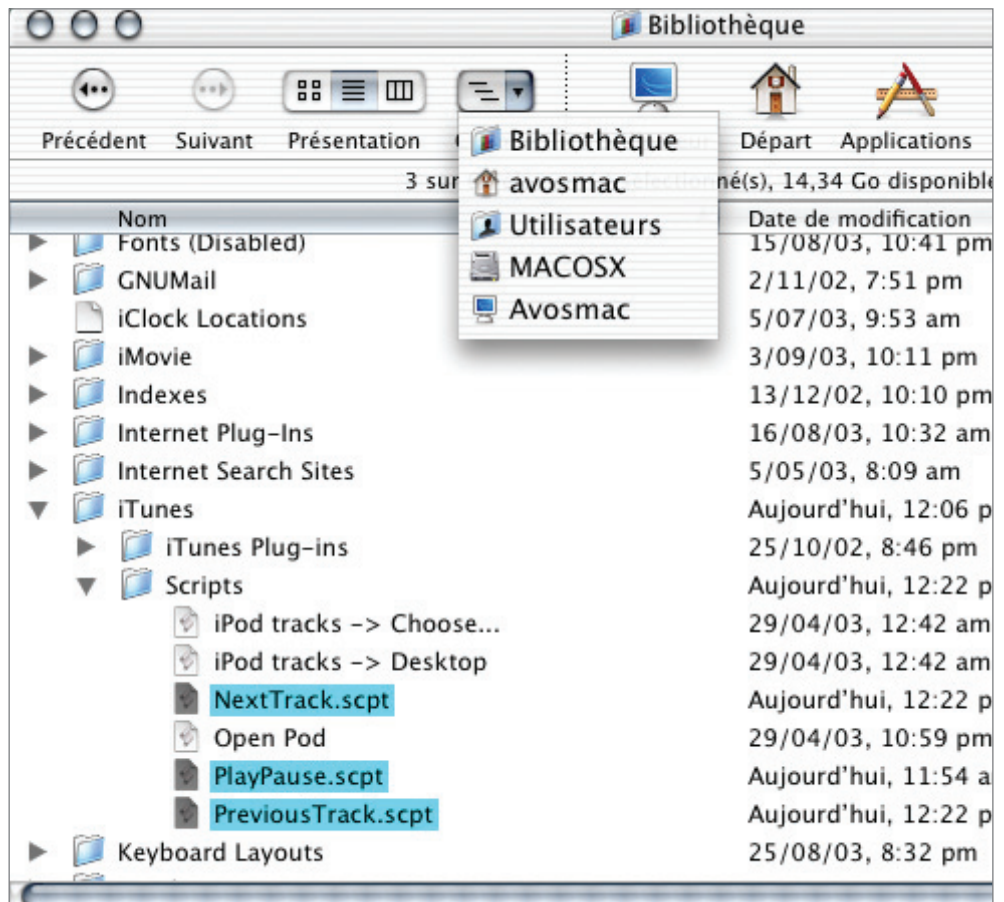 Bibliothèque
Précédent Suivant Présentation Départ Applications
Bibliothèque
avosmac
Utilisateurs
MACOSX
Avosmac
3 sur né(s), 14,34 Go disponible
Nom Date de modification
Fonts (Disabled) 15/08/03, 10:41 pm
GNUMail 2/11/02, 7:51 pm
iClock Locations 5/07/03, 9:53 am
iMovie 3/09/03, 10:11 pm
Indexes 13/12/02, 10:10 pm
Internet Plug-Ins 16/08/03, 10:32 am
Internet Search Sites 5/05/03, 8:09 am
iTunes Aujourd'hui, 12:06 p
iTunes Plug-ins 25/10/02, 8:46 pm
Scripts Aujourd'hui, 12:22 p
iPod tracks -> Choose... 29/04/03, 12:42 am
iPod tracks -> Desktop 29/04/03, 12:42 am
NextTrack.scpt Aujourd'hui, 12:22 p
Open Pod 29/04/03, 10:59 pm
PlayPause.scpt Aujourd'hui, 11:54 a
PreviousTrack.scpt Aujourd'hui, 12:22 p
Keyboard Layouts 25/08/03, 8:32 pm